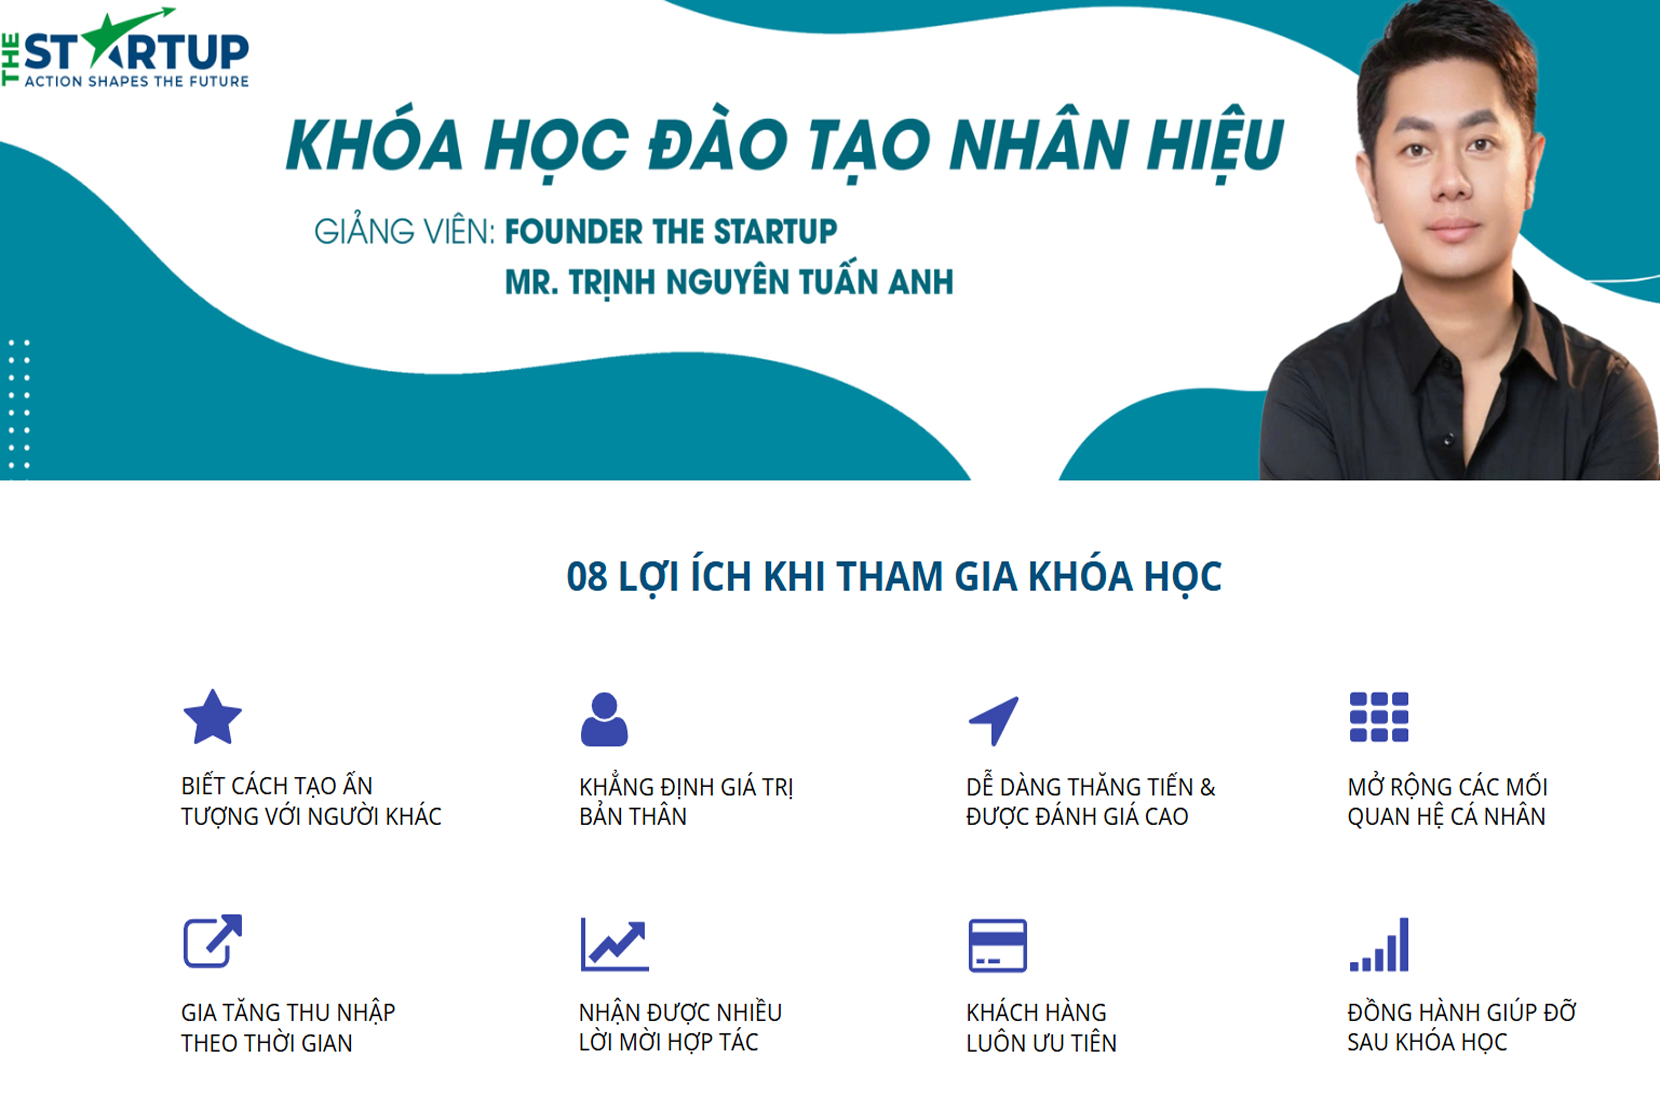 THE STARTUP
ACTION SHAPES THE FUTURE
KHÓA HỌC ĐÀO TẠO NHÂN HIỆU
GIẢNG VIÊN: FOUNDER THE STARTUP
MR. TRỊNH NGUYÊN TUẤN ANH
08 LỢI ÍCH KHI THAM GIA KHÓA HỌC
BIẾT CÁCH TẠO ẤN
TƯỢNG VỚI NGƯỜI KHÁC
KHẲNG ĐỊNH GIÁ TRỊ
BẢN THÂN
DỄ DÀNG THĂNG TIẾN &
ĐƯỢC ĐÁNH GIÁ CAO
MỞ RỘNG CÁC MỐI
QUAN HỆ CÁ NHÂN
GIA TĂNG THU NHẬP
THEO THỜI GIAN
NHẬN ĐƯỢC NHIỀU
LỜI MỜI HỢP TÁC
KHÁCH HÀNG
LUÔN ƯU TIÊN
ĐỒNG HÀNH GIÚP ĐỠ
SAU KHÓA HỌC